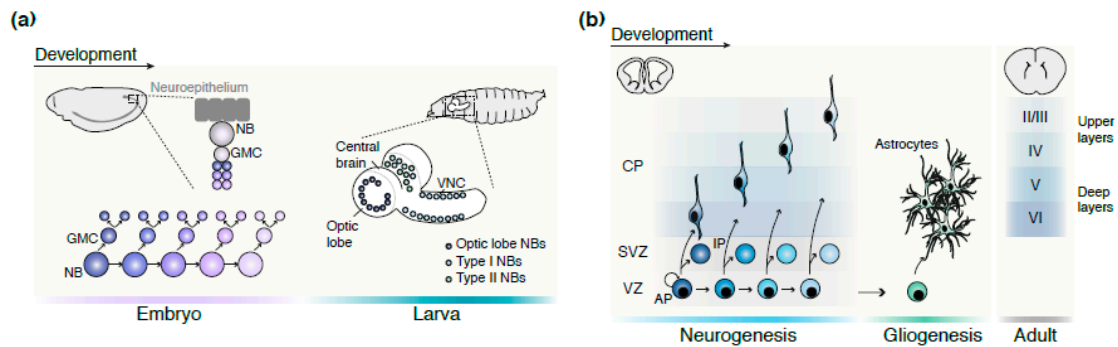 (a)
Development
Neuroepithelium
NB
GMC
GMC
NB
Central
brain
VNC
Optic
lobe
Optic lobe NBs
Type I NBs
Type II NBs
Embryo
Larva
(b)
Development
CP
SVZ
VZ
IP
AP
Astrocytes
II/III
IV
V
VI
Upper
layers
Deep
layers
Neurogenesis
Gliogenesis
Adult